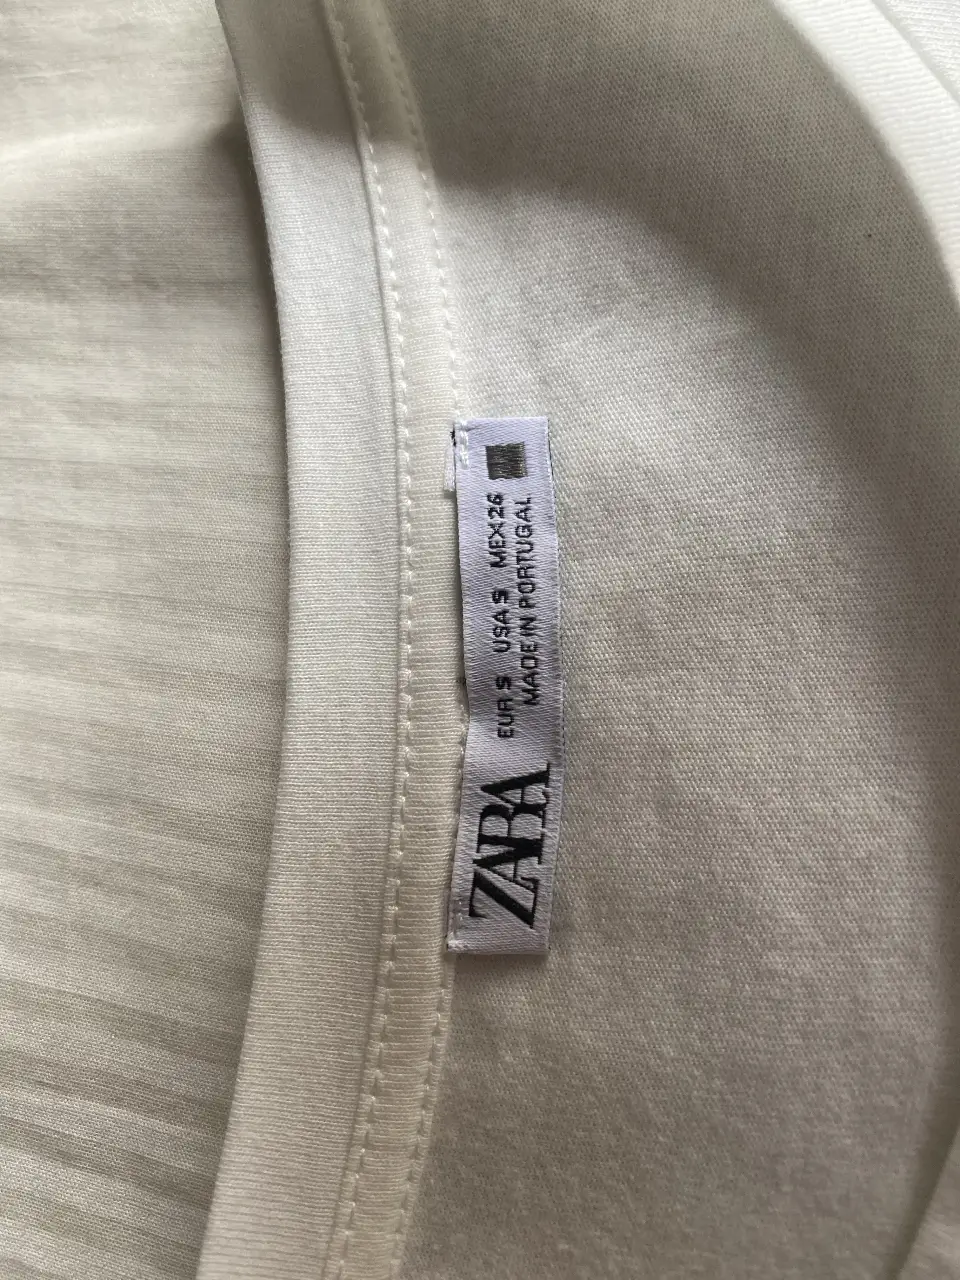 ZARA
EUR S USA S MEX 26
MADE IN PORTUGAL